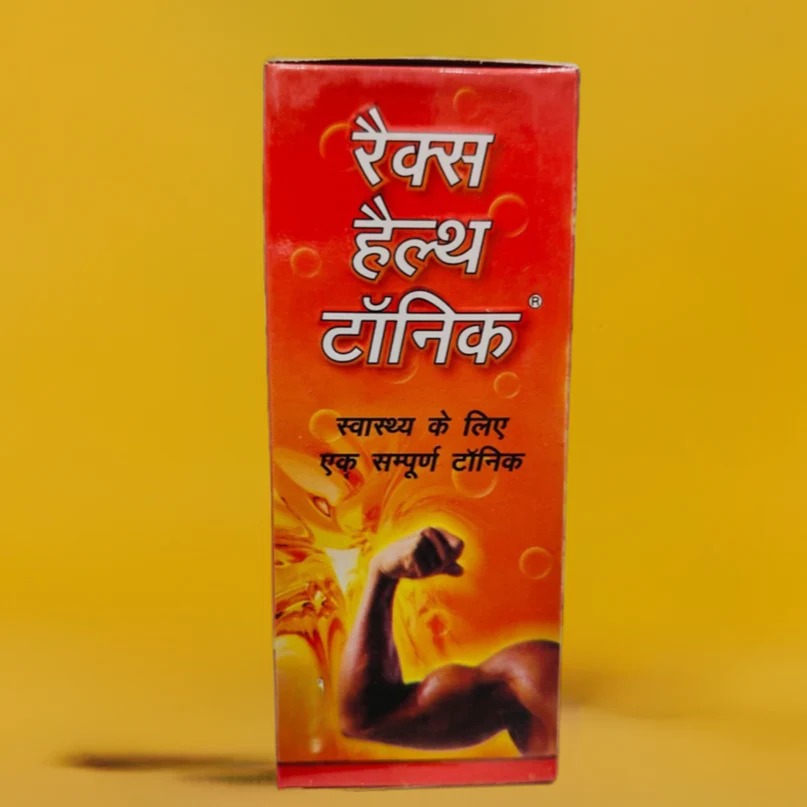 रैक्स
हैल्थ
टॉनिक®
स्वास्थ्य के लिए
एक सम्पूर्ण टॉनिक